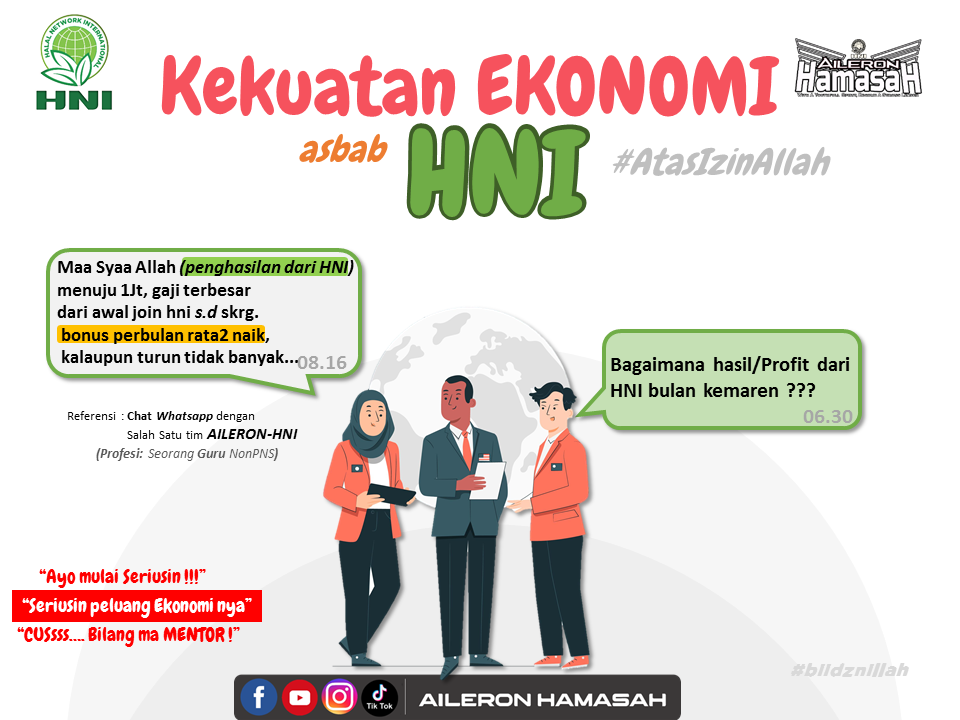 HALAL NETWORK INTERNATIONAL
HNI
Kekuatan EKONOMI
HNI
AILERON
HAMASAH
asbab
HNI
#AtasIzinAllah
Maa Syaa Allah (penghasilan dari HNI)
menuju 1Jt, gaji terbesar
dari awal join hni s.d skrg.
bonus perbulan rata2 naik,
kalaupun turun tidak banyak...
08.16
Bagaimana hasil/Profit dari
HNI bulan kemaren ???
06.30
Referensi : Chat Whatsapp dengan
Salah Satu tim AILERON-HNI
(Profesi: Seorang Guru NonPNS)
“Ayo mulai Seriusin !!!”
“Seriusin peluang Ekonomi nya”
“CUSsss.... Bilang ma MENTOR !”
#biidznillah
Tik Tok
AILERON HAMASAH